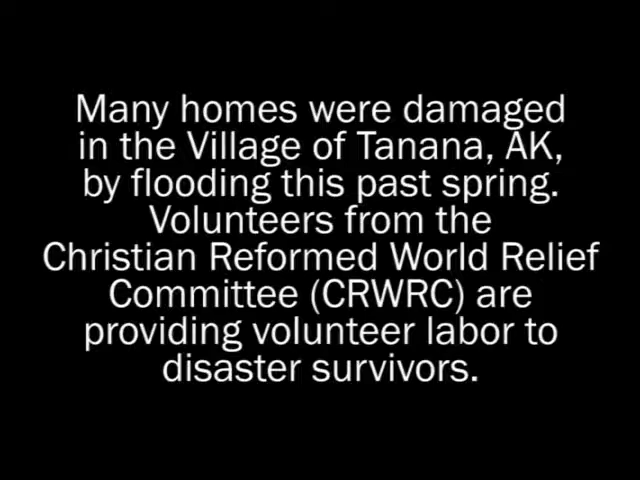 Many homes were damaged
in the Village of Tanana, AK,
by flooding this past spring.
Volunteers from the
Christian Reformed World Relief
Committee (CRWRC) are
providing volunteer labor to
disaster survivors.